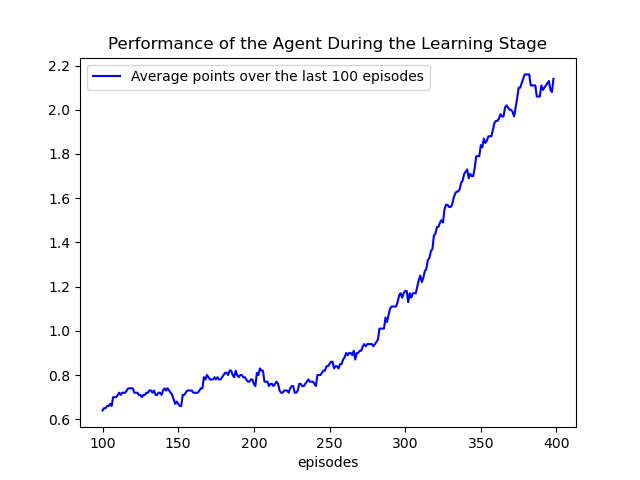 Performance of the Agent During the Learning Stage
Average points over the last 100 episodes
2.2
2.0
1.8
1.6
1.4
1.2
1.0
0.8
0.6
100 150 200 250 300 350 400
episodes